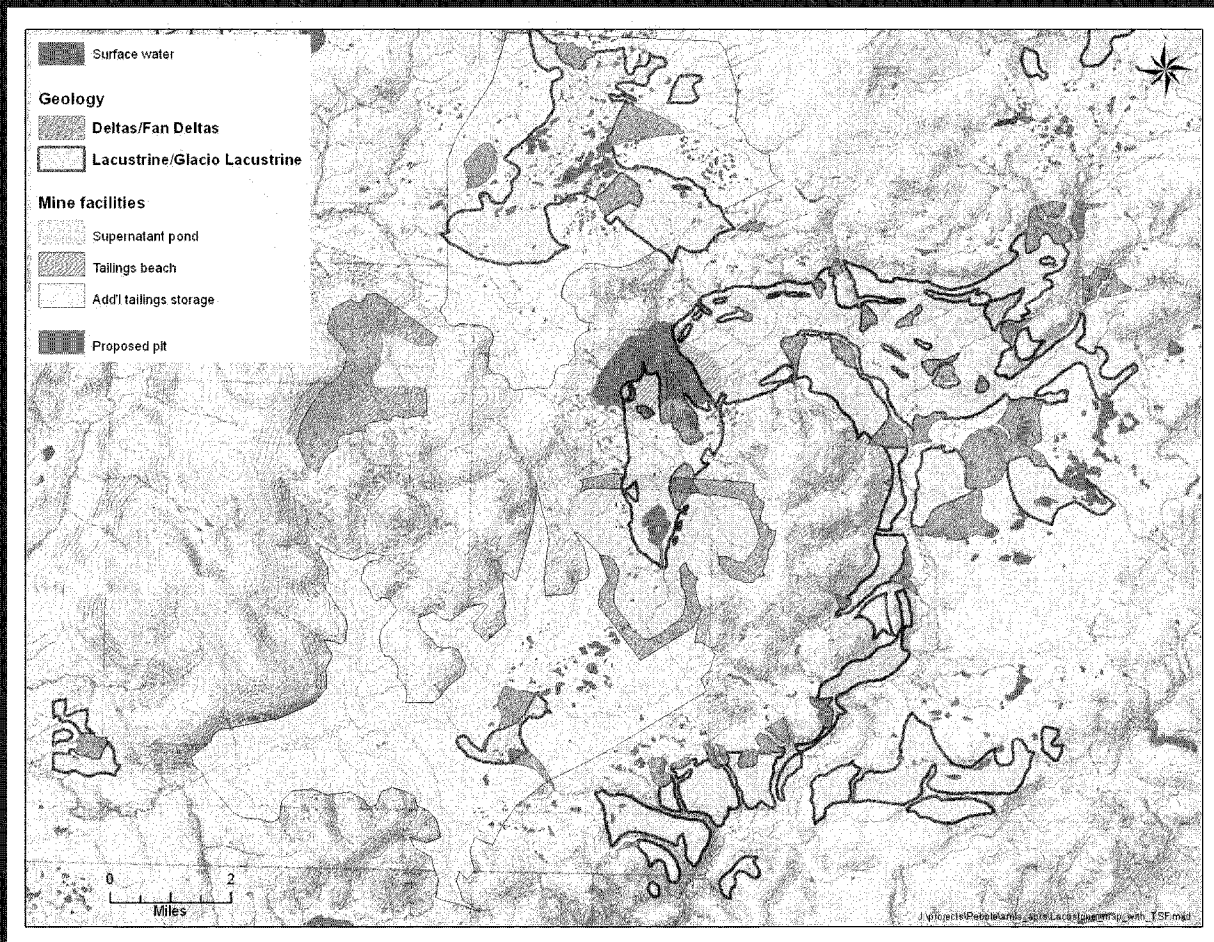 Surface water
Geology
Deltas/Fan Deltas
Lacustrine/Glacio Lacustrine
Mine facilities
Supernatant pond
Tailings beach
Add'l tailings storage
Proposed pit
0 2
Miles